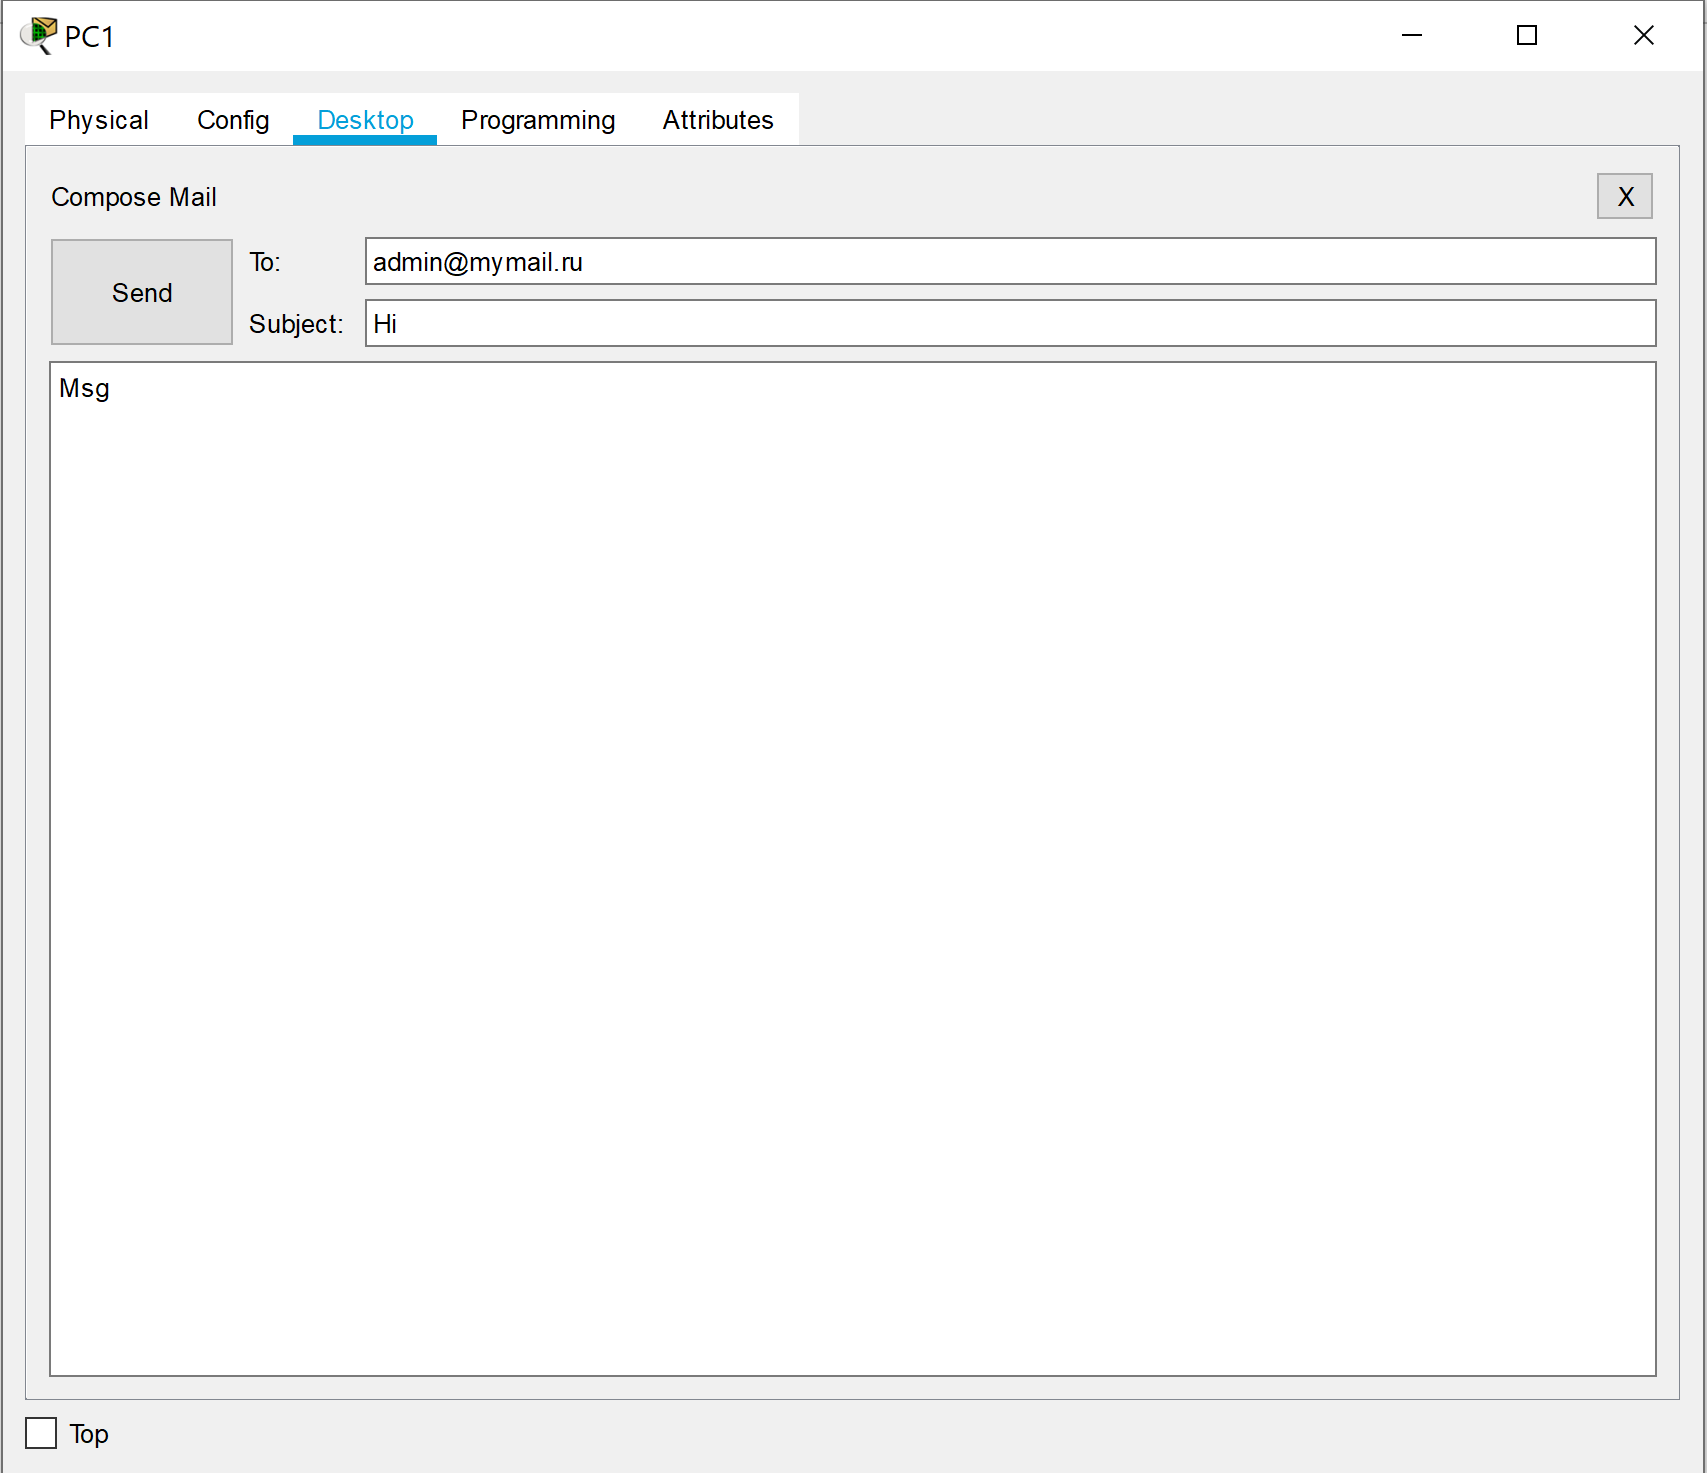 PC1
Physical Config Desktop Programming Attributes
Compose Mail
X
Send
To: admin@mymail.ru
Subject: Hi
Msg
Top